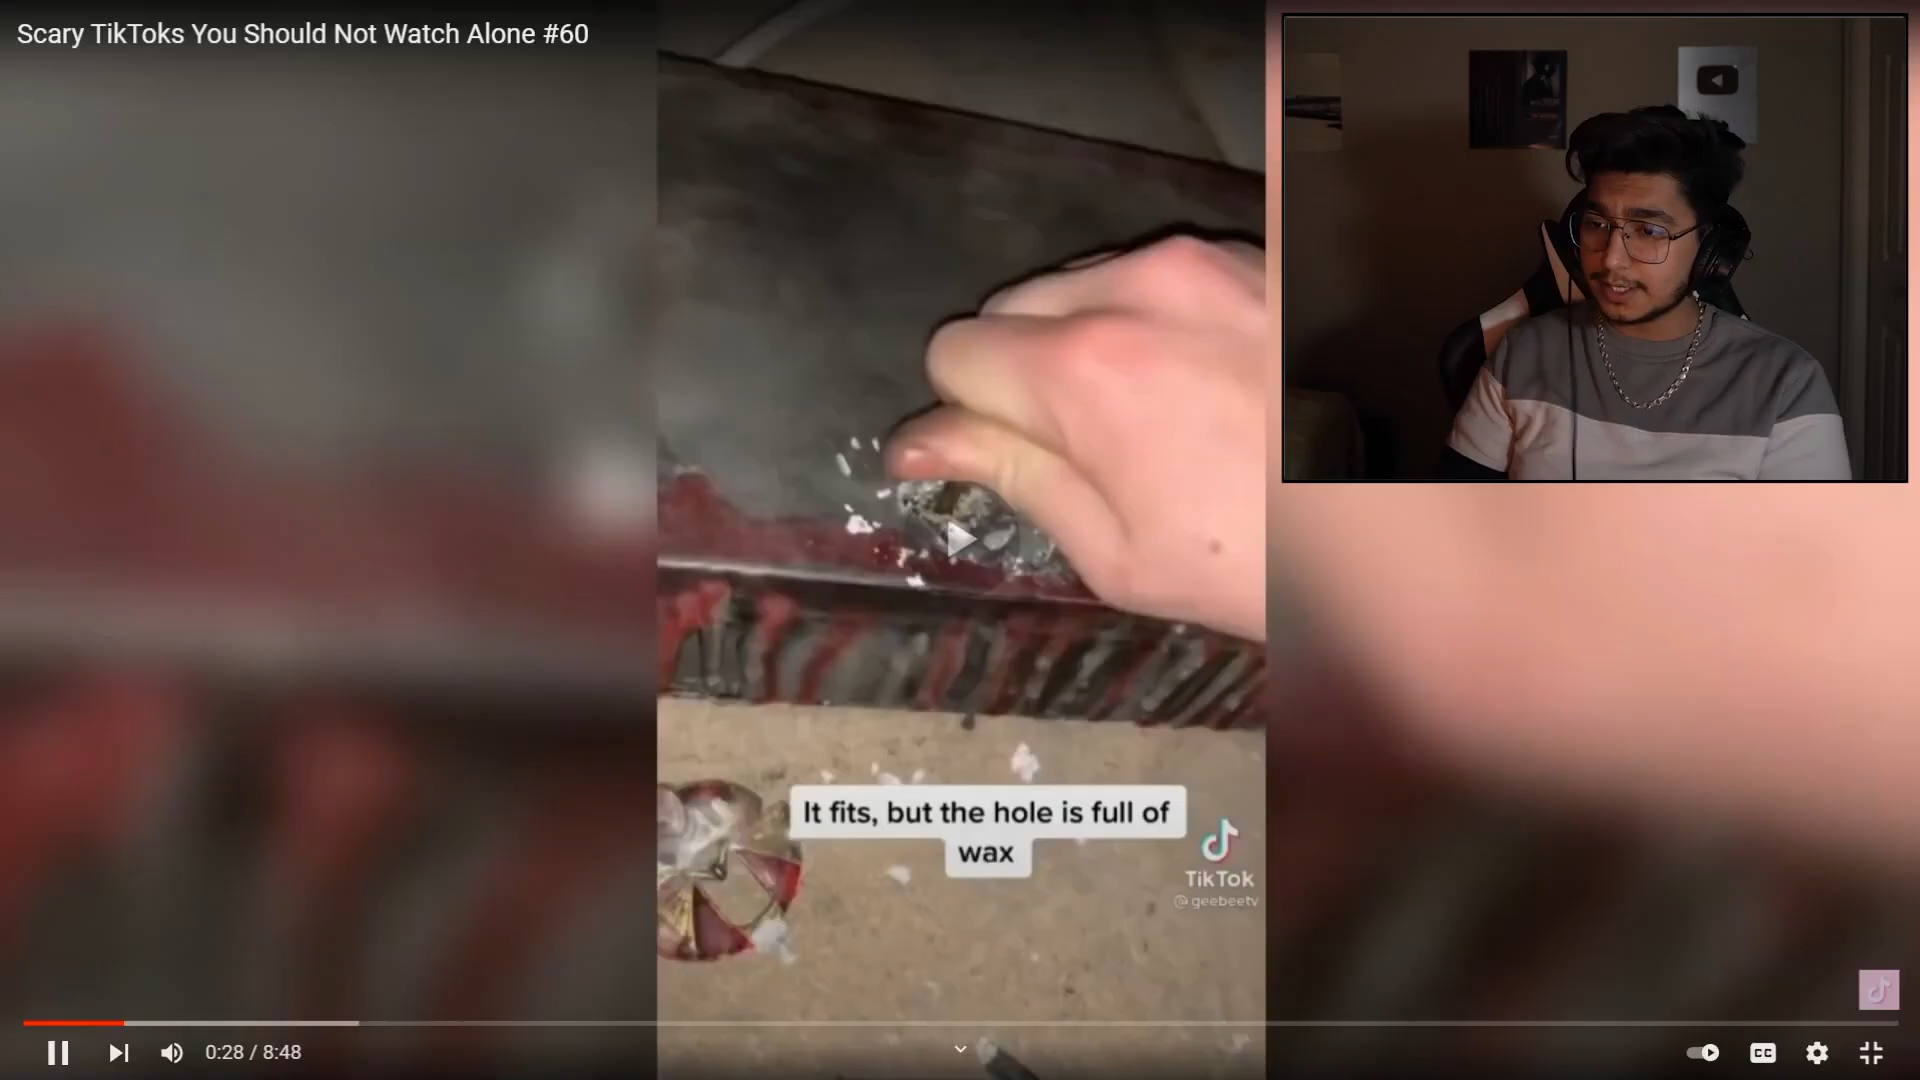 Scary TikToks You Should Not Watch Alone #60
It fits, but the hole is full of
wax
TikTok
@geebeetv
0:28 / 8:48
CC